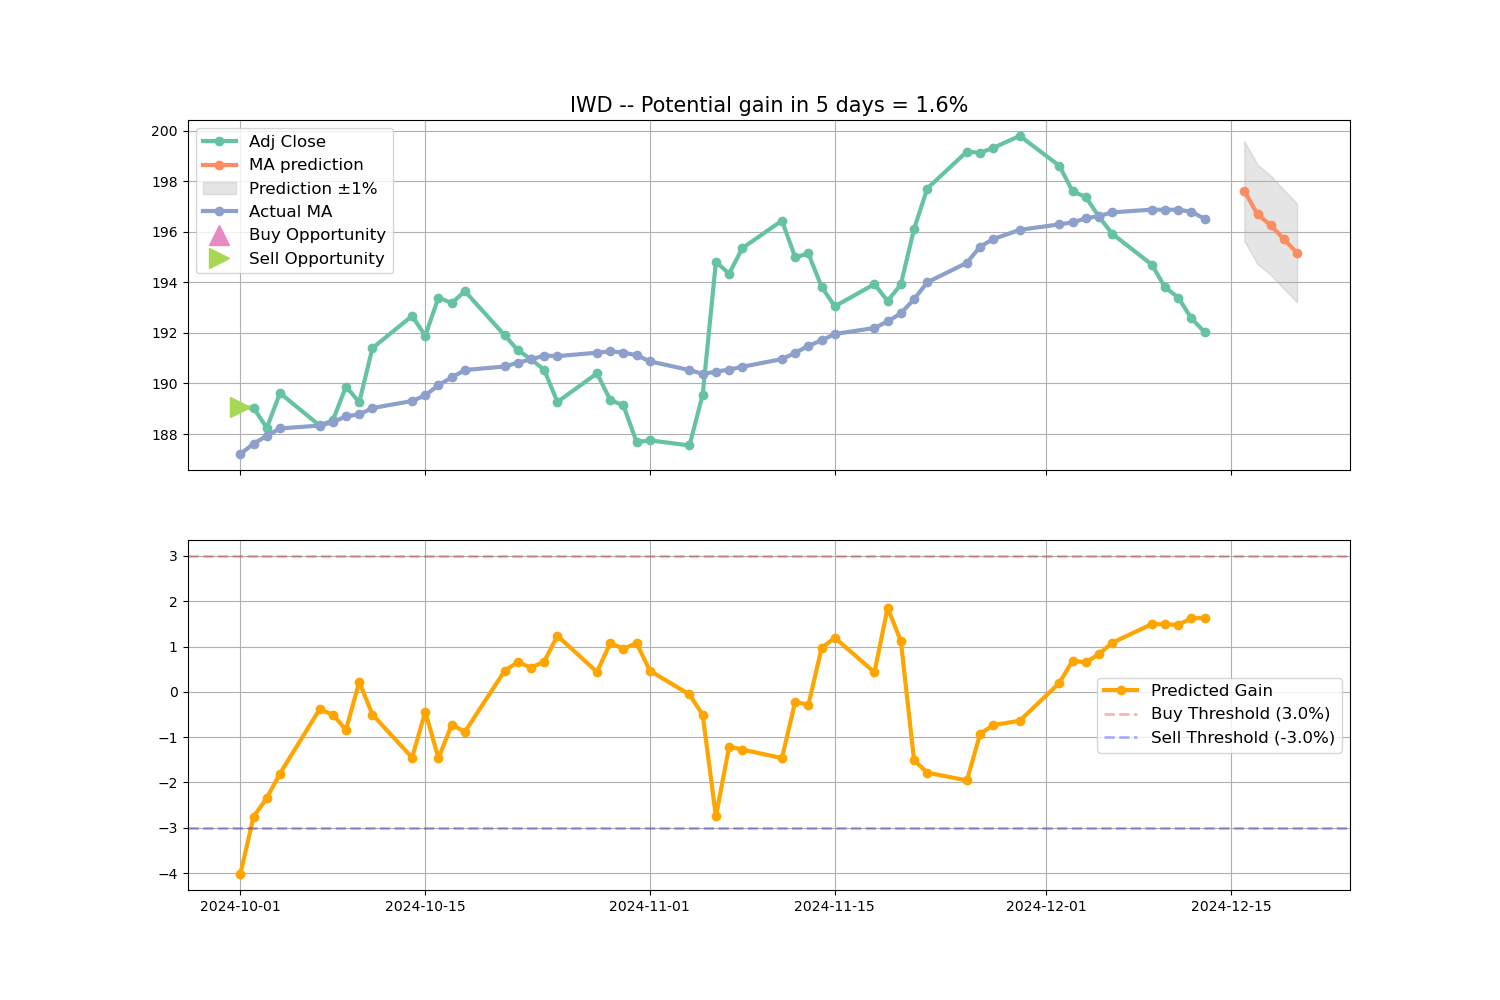 IWD -- Potential gain in 5 days = 1.6%
200
198
196
194
192
190
188
Adj Close
MA prediction
Prediction ±1%
Actual MA
Buy Opportunity
Sell Opportunity
3
2
1
0
−1
−2
−3
−4
Predicted Gain
Buy Threshold (3.0%)
Sell Threshold (-3.0%)
2024-10-01
2024-10-15
2024-11-01
2024-11-15
2024-12-01
2024-12-15